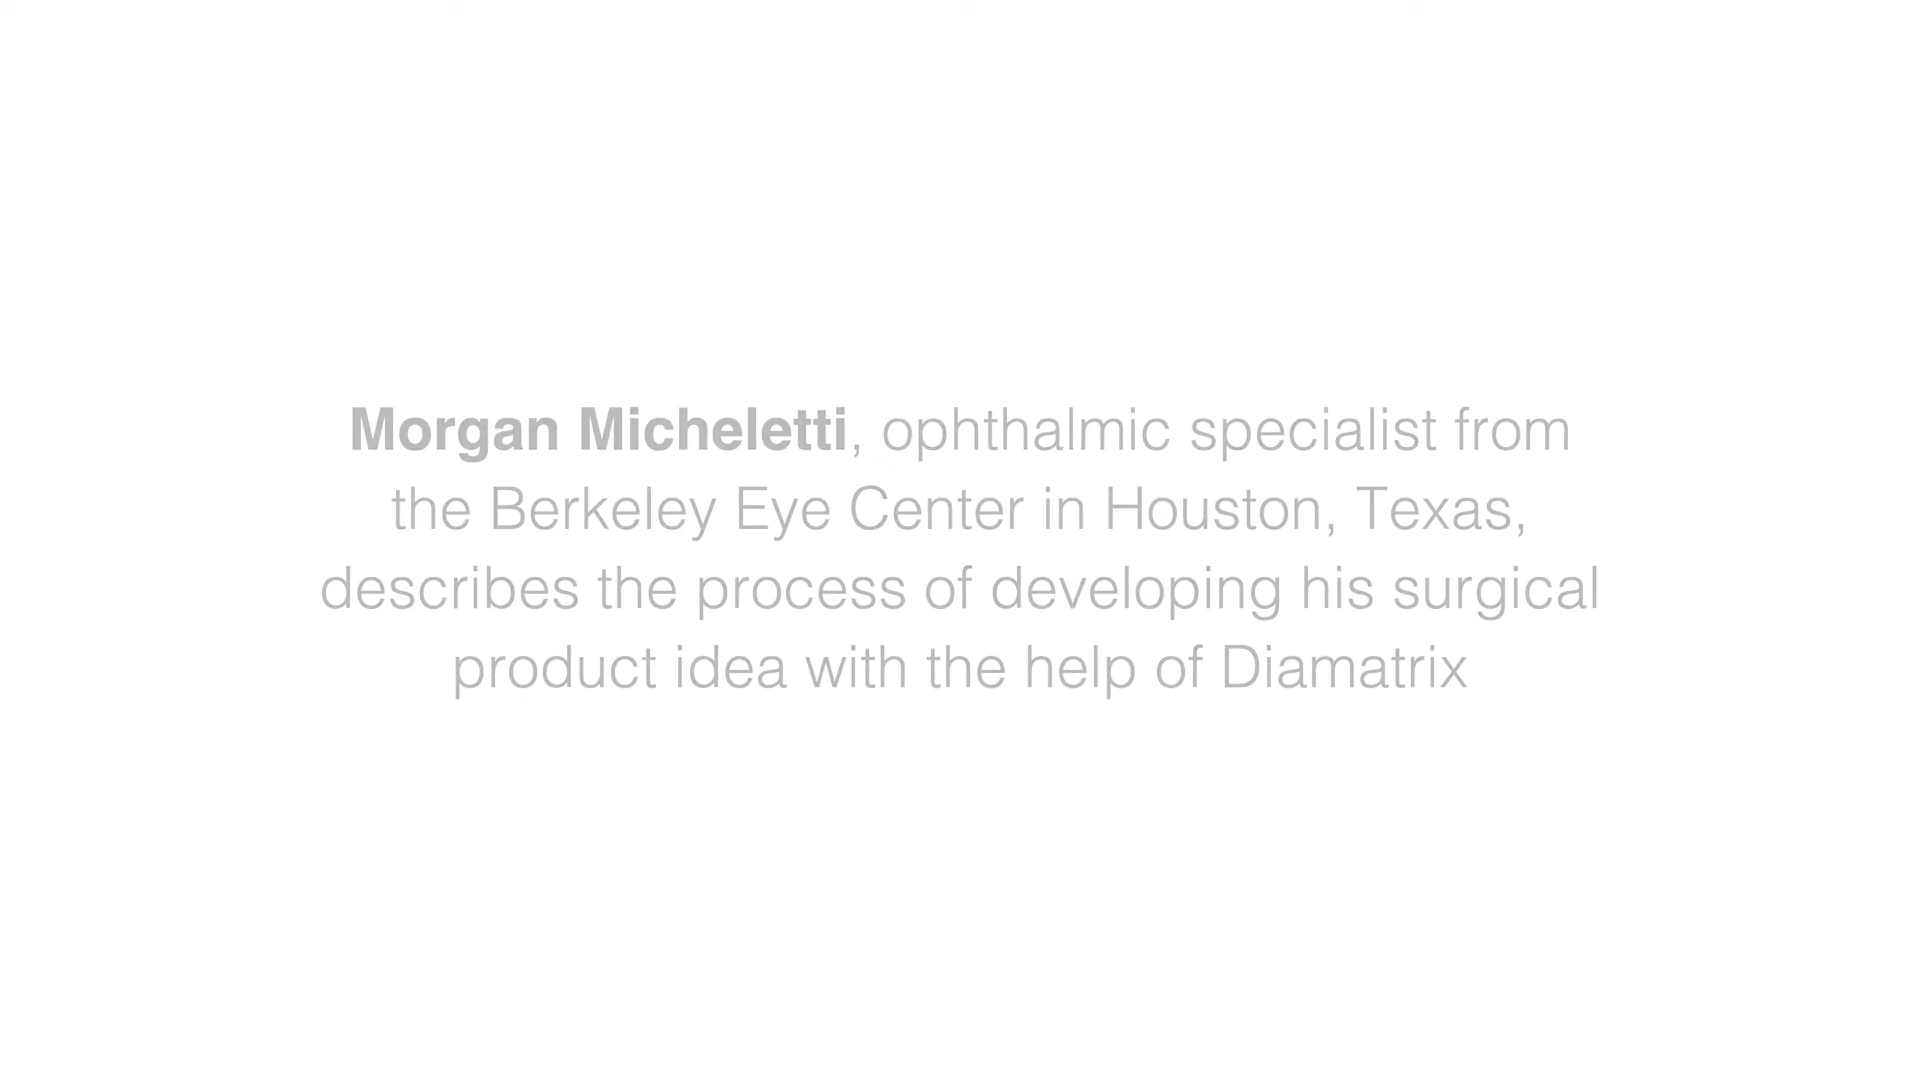 Morgan Micheletti, ophthalmic specialist from
the Berkeley Eye Center in Houston, Texas,
describes the process of developing his surgical
product idea with the help of Diamatrix